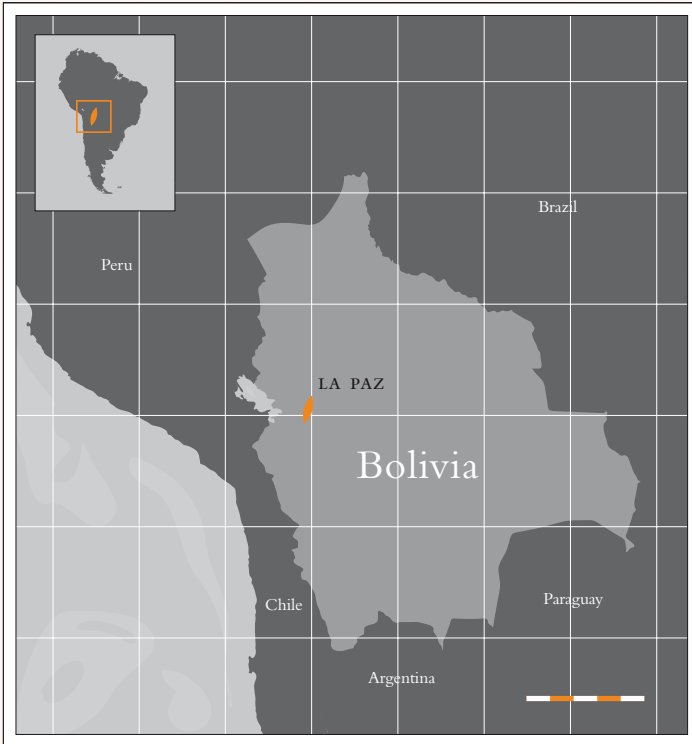 Brazil
Peru
LA PAZ
Bolivia
Chile
Paraguay
Argentina